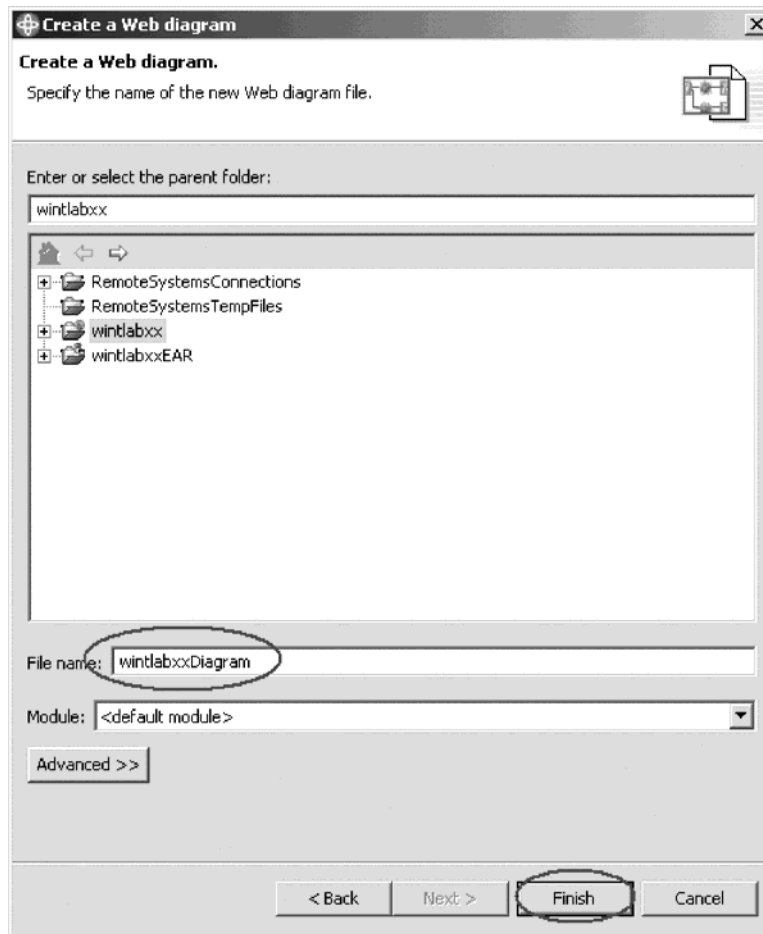 Create a Web diagram
Create a Web diagram.
Specify the name of the new Web diagram file.
Enter or select the parent folder:
wintlabxx
RemoteSystemsConnections
RemoteSystemsTempFiles
wintlabxx
wintlabxxEAR
File name: wintlabxxDiagram
Module: <default module>
Advanced >>
< Back Next > Finish Cancel